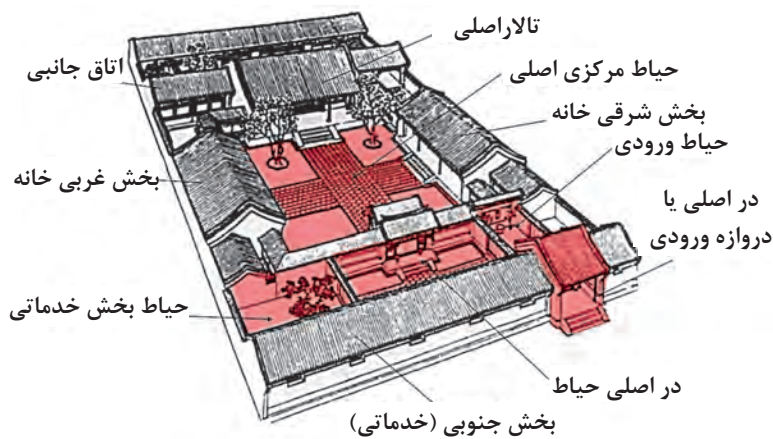 تالاراصلی
اتاق جانبی
حیاط مرکزی اصلی
بخش شرقی خانه
حیاط ورودی
بخش غربی خانه
در اصلی یا
دروازه ورودی
حیاط بخش خدماتی
در اصلی حیاط
بخش جنوبی (خدماتی)